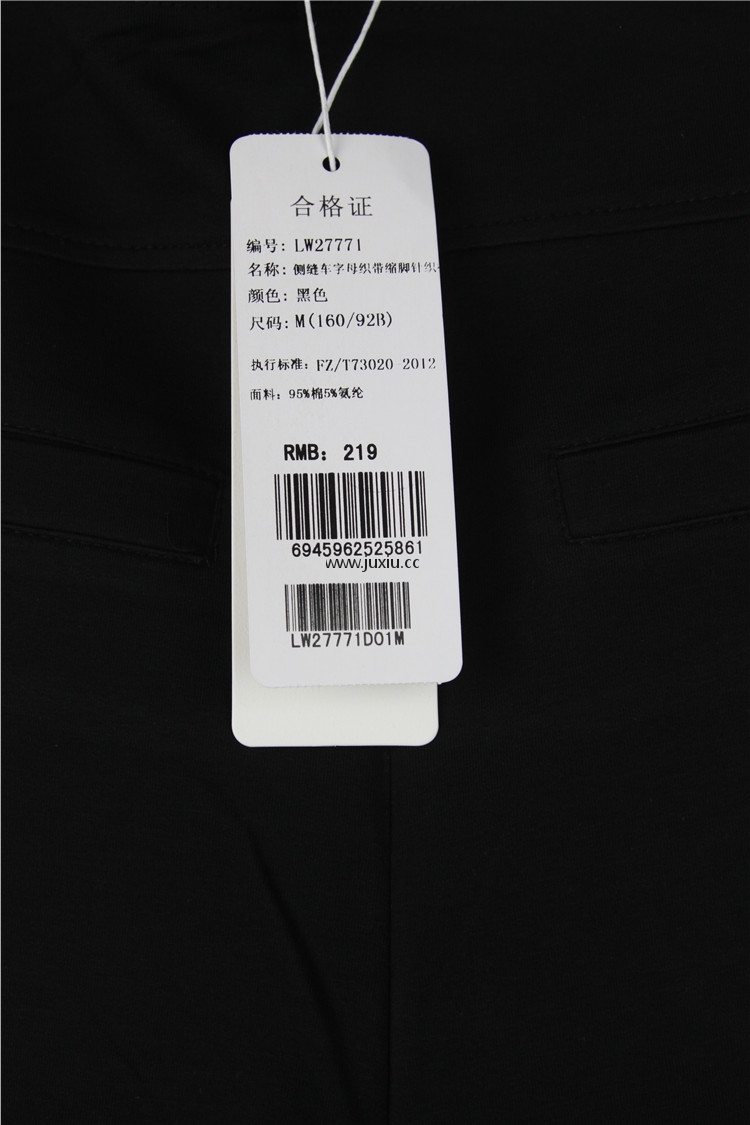 合格证
编号: LW27771
名称: 侧缝车字母织带缩脚针织
颜色: 黑色
尺码: M(160/92B)
执行标准: FZ/T73020 2012
面料: 95%棉5%氨纶
RMB: 219
6945962525861
www.juxiu.cc
LW27771D01M